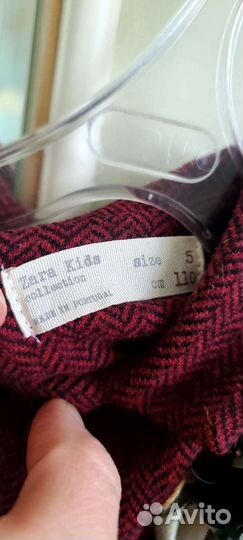 Zara Kids size 5
collection cm 110
MADE IN PORTUGAL
Avito